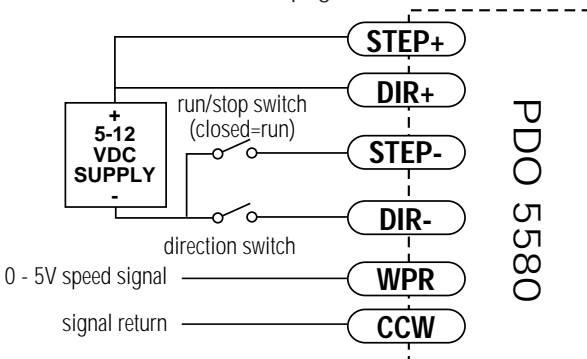 STEP+
DIR+
run/stop switch
(closed=run)
+
5-12
VDC
SUPPLY
-
STEP-
DIR-
direction switch
0 - 5V speed signal
WPR
signal return
CCW
PDO 5580